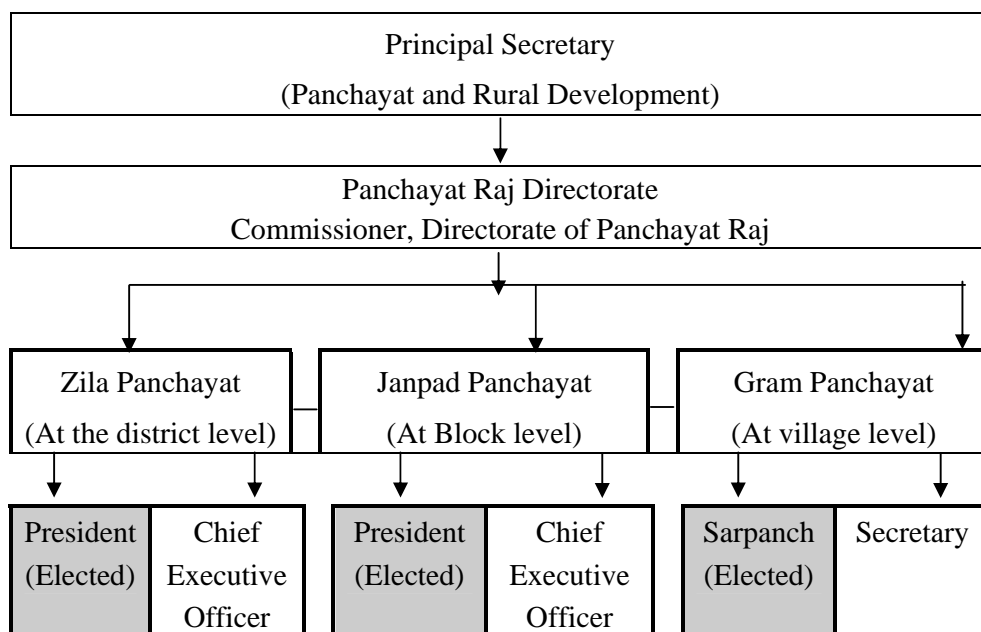 Principal Secretary
(Panchayat and Rural Development)
Panchayat Raj Directorate
Commissioner, Directorate of Panchayat Raj
Zila Panchayat
(At the district level)
Janpad Panchayat
(At Block level)
Gram Panchayat
(At village level)
President
(Elected)
Chief
Executive
Officer
President
(Elected)
Chief
Executive
Officer
Sarpanch
(Elected)
Secretary